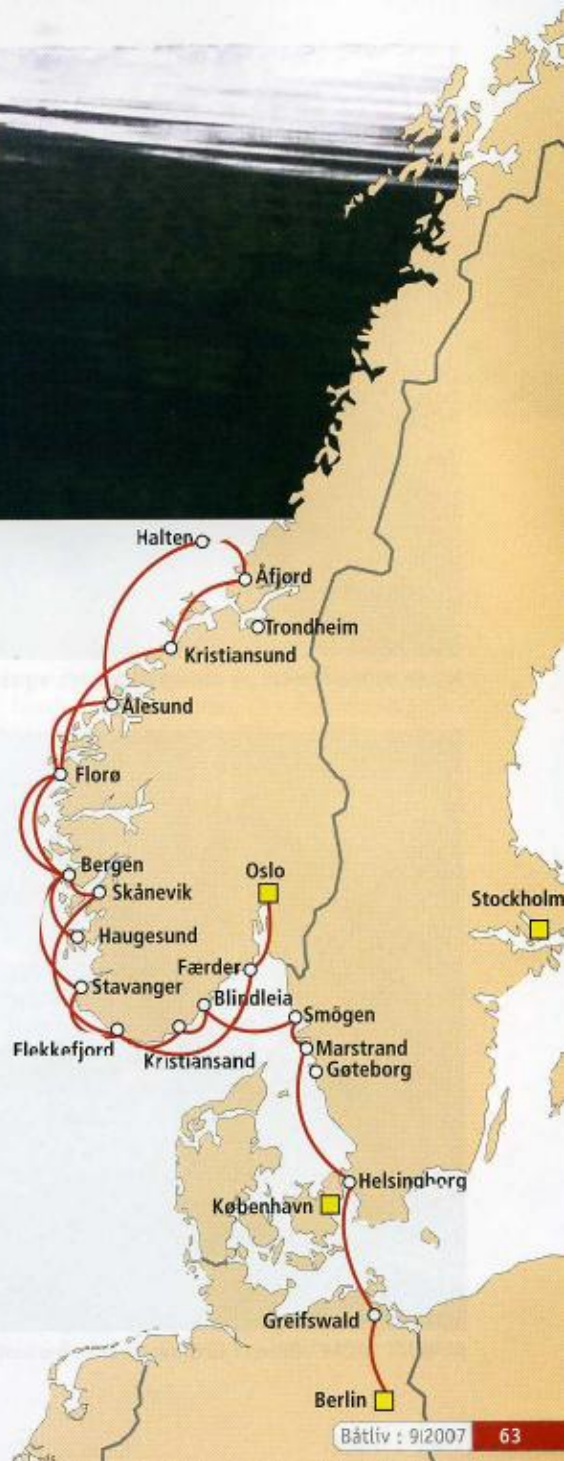 Halten
Åfjord
Trondheim
Kristiansund
Ålesund
Florø
Bergen
Oslo
Skånevik
Stockholm
Haugesund
Færder
Stavanger
Blindleia
Smögen
Flekkefjord
Kristiansand
Marstrand
Gøteborg
Helsingborg
København
Greifswald
Berlin
Båtliv : 9|2007 63